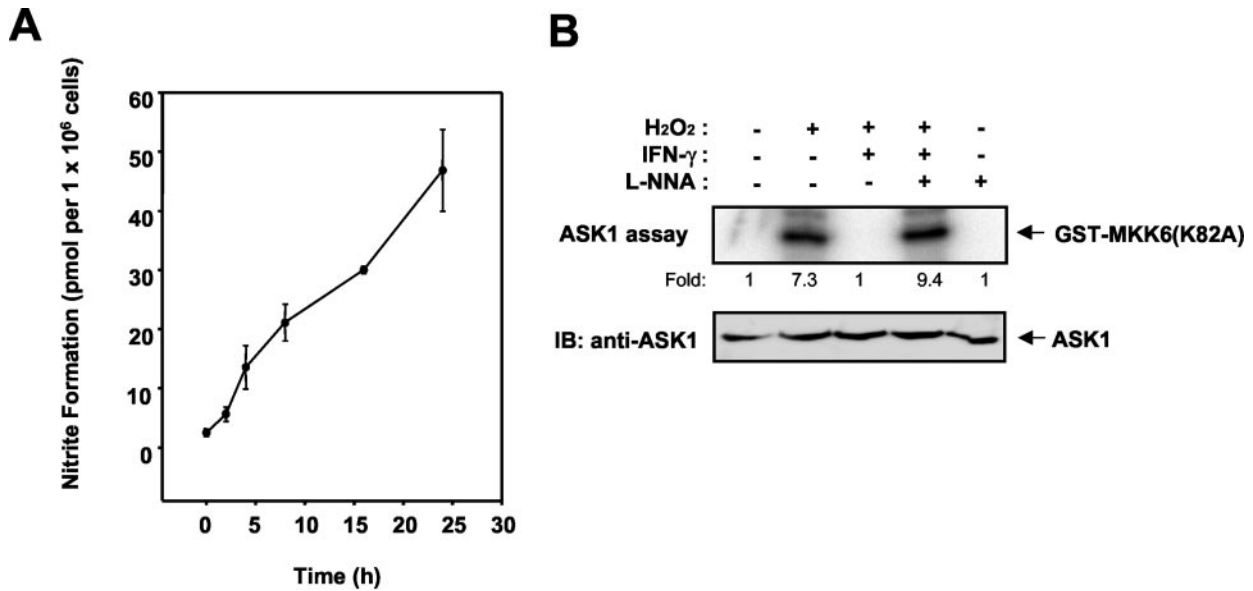 A
Nitrite Formation (pmol per 1 x 10⁶ cells)
60
50
40
30
20
10
0
0 5 10 15 20 25 30
Time (h)
B
H₂O₂ : - + + + -
IFN-γ : - - + + -
L-NNA : - - - + +
ASK1 assay GST-MKK6(K82A)
Fold: 1 7.3 1 9.4 1
IB: anti-ASK1 ASK1